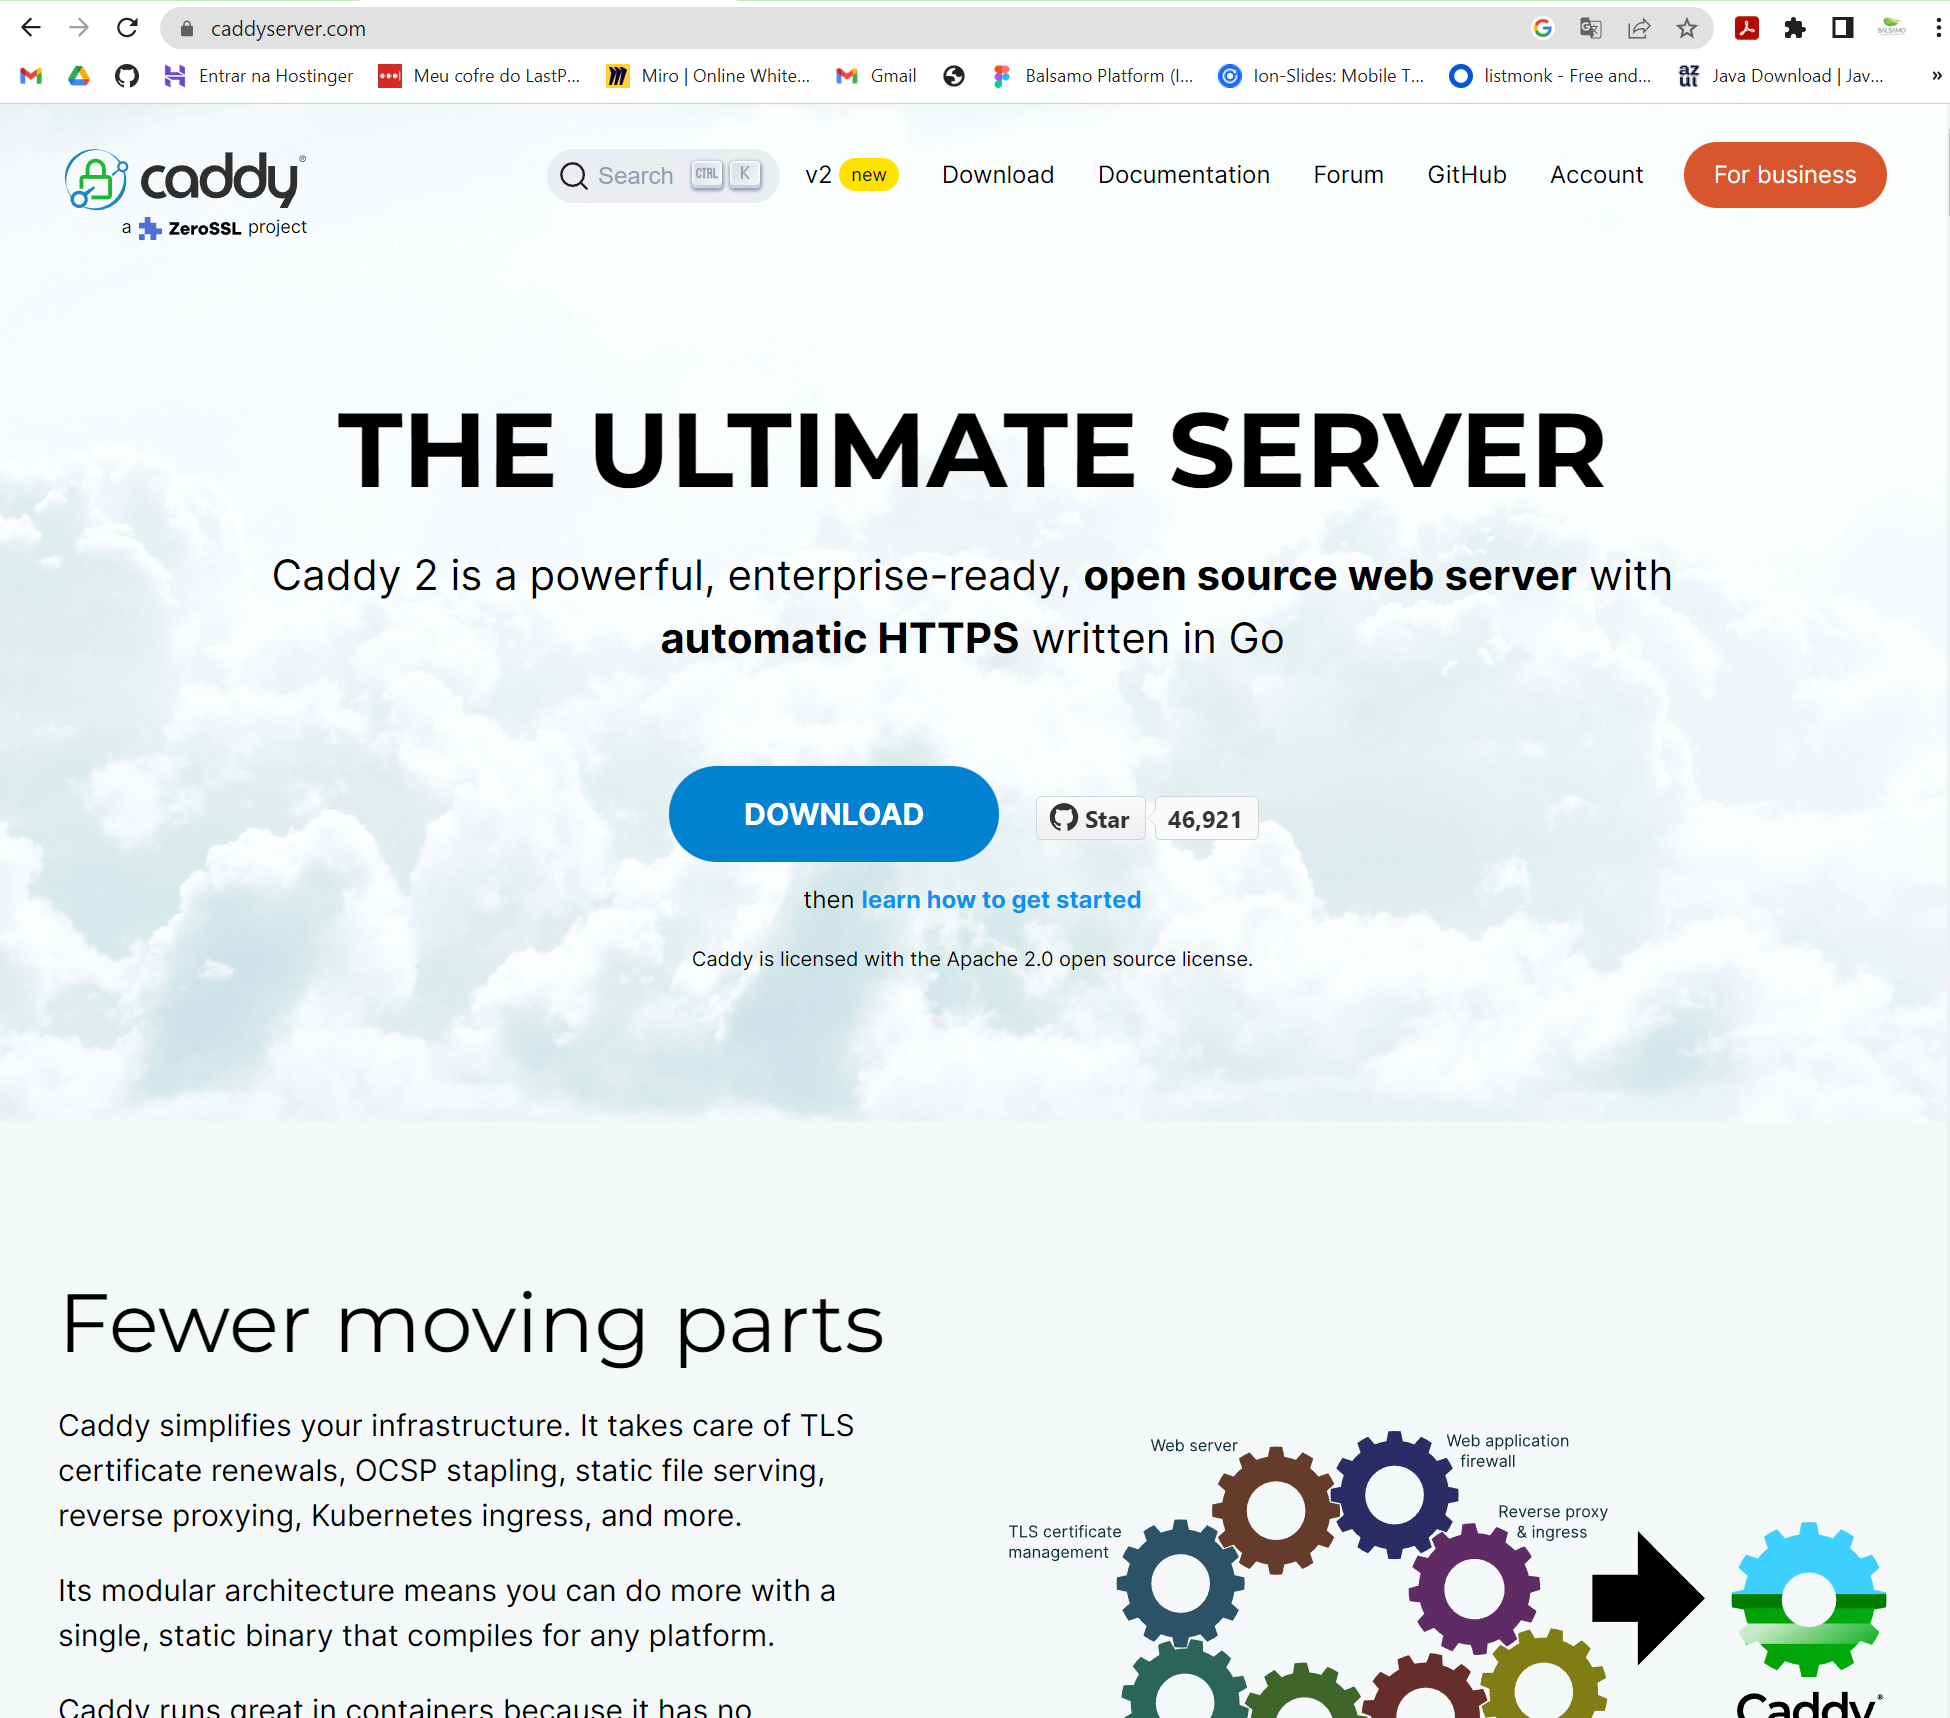 caddyserver.com
Entrar na Hostinger Meu cofre do LastP... Miro | Online White... Gmail Balsamo Platform (I... Ion-Slides: Mobile T... listmonk - Free and... Java Download | Jav... »
caddy
a ZeroSSL project
Search CTRL K v2 new Download Documentation Forum GitHub Account For business
THE ULTIMATE SERVER
Caddy 2 is a powerful, enterprise-ready, open source web server with
automatic HTTPS written in Go
DOWNLOAD Star 46,921
then learn how to get started
Caddy is licensed with the Apache 2.0 open source license.
Fewer moving parts
Caddy simplifies your infrastructure. It takes care of TLS
certificate renewals, OCSP stapling, static file serving,
reverse proxying, Kubernetes ingress, and more.
Its modular architecture means you can do more with a
single, static binary that compiles for any platform.
Caddy runs great in containers because it has no
Web server
Web application
firewall
Reverse proxy
& ingress
TLS certificate
management
Caddy